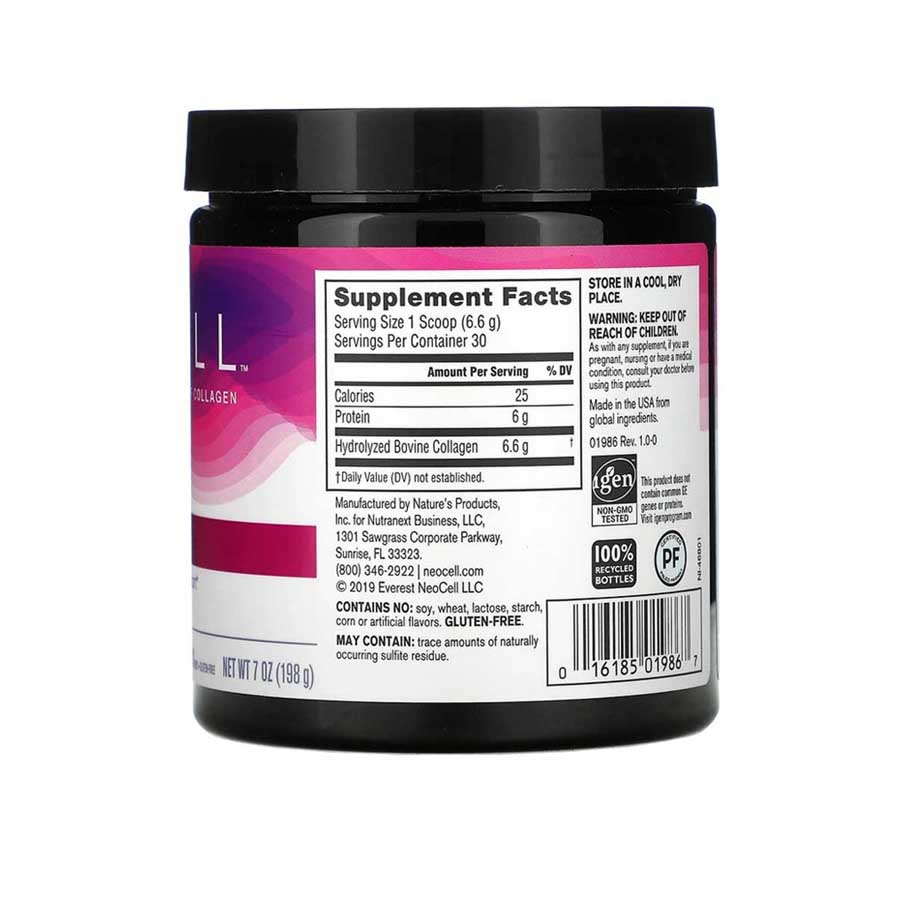 LL™
COLLAGEN
NET WT 7 OZ (198 g)
Supplement Facts
Serving Size 1 Scoop (6.6 g)
Servings Per Container 30
Amount Per Serving % DV
Calories 25
Protein 6 g
Hydrolyzed Bovine Collagen 6.6 g †
†Daily Value (DV) not established.
Manufactured by Nature's Products,
Inc. for Nutranext Business, LLC,
1301 Sawgrass Corporate Parkway,
Sunrise, FL 33323.
(800) 346-2922 | neocell.com
© 2019 Everest NeoCell LLC
CONTAINS NO: soy, wheat, lactose, starch,
corn or artificial flavors. GLUTEN-FREE.
MAY CONTAIN: trace amounts of naturally
occurring sulfite residue.
STORE IN A COOL, DRY
PLACE.
WARNING: KEEP OUT OF
REACH OF CHILDREN.
As with any supplement, if you are
pregnant, nursing or have a medical
condition, consult your doctor before
using this product.
Made in the USA from
global ingredients.
01986 Rev. 1.0-0
igen
NON-GMO
TESTED
This product does not
contain common GE
genes or proteins.
Visit igenprogram.com
100%
RECYCLED
BOTTLES
CERTIFIED
PF
NI-46801
0 16185 01986 7